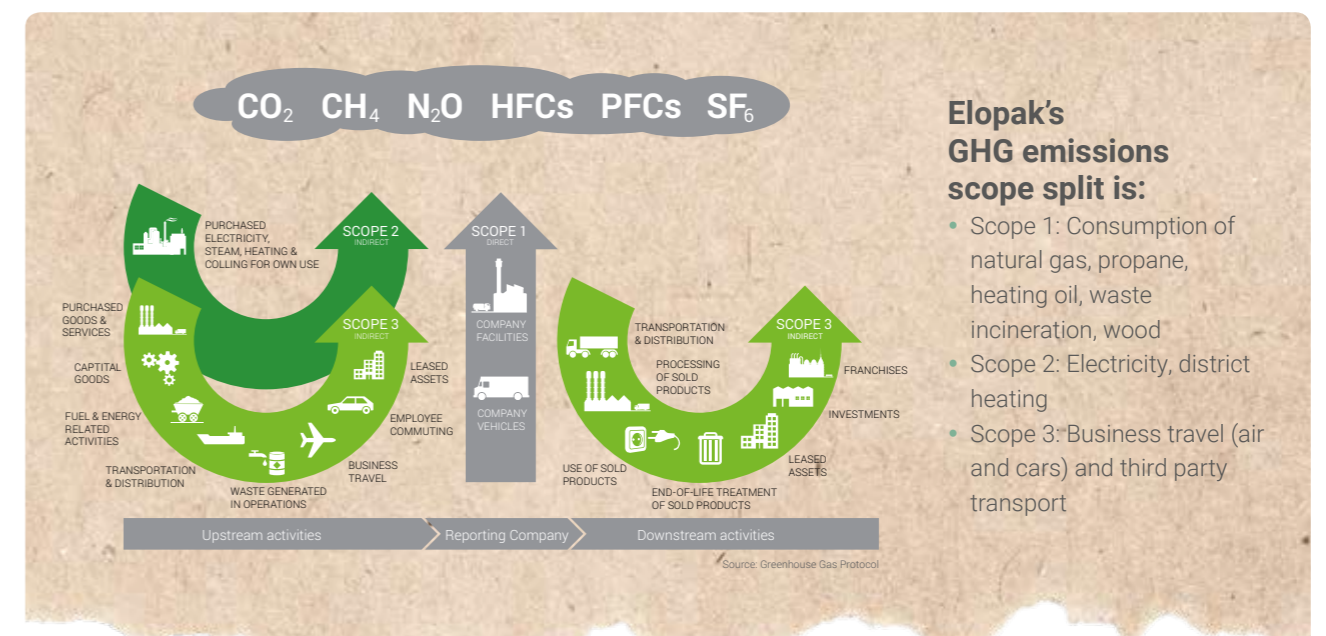 CO₂ CH₄ N₂O HFCs PFCs SF₆
PURCHASED
ELECTRICITY,
STEAM, HEATING &
COLLING FOR OWN USE
SCOPE 2
INDIRECT
PURCHASED
GOODS &
SERVICES
CAPTITAL
GOODS
FUEL & ENERGY
RELATED
ACTIVITIES
TRANSPORTATION
& DISTRIBUTION
WASTE GENERATED
IN OPERATIONS
BUSINESS
TRAVEL
EMPLOYEE
COMMUTING
LEASED
ASSETS
SCOPE 3
INDIRECT
SCOPE 1
DIRECT
COMPANY
FACILITIES
COMPANY
VEHICLES
TRANSPORTATION
& DISTRIBUTION
PROCESSING
OF SOLD
PRODUCTS
USE OF SOLD
PRODUCTS
END-OF-LIFE TREATMENT
OF SOLD PRODUCTS
LEASED
ASSETS
INVESTMENTS
FRANCHISES
SCOPE 3
INDIRECT
Upstream activities
Reporting Company
Downstream activities
Source: Greenhouse Gas Protocol
Elopak's
GHG emissions
scope split is:
• Scope 1: Consumption of
natural gas, propane,
heating oil, waste
incineration, wood
• Scope 2: Electricity, district
heating
• Scope 3: Business travel (air
and cars) and third party
transport